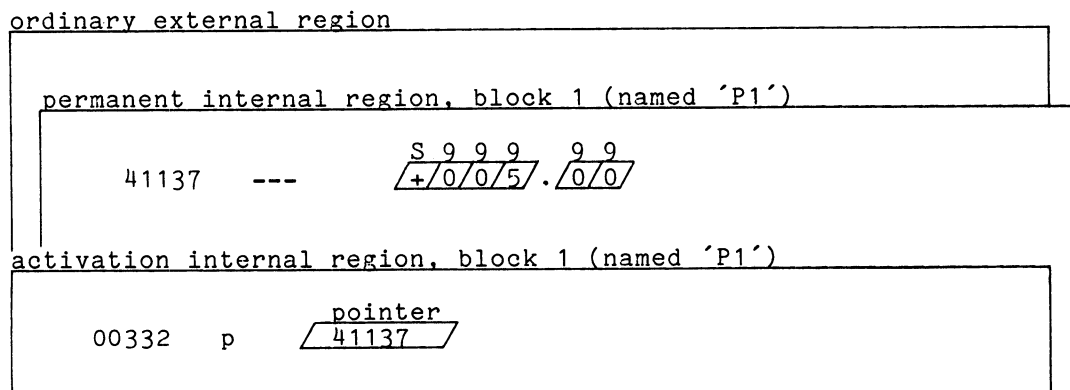 ordinary external region
permanent internal region, block 1 (named ´P1´)
S 9 9 9 9 9
41137 --- /+/0/0/5/./0/0/
activation internal region, block 1 (named ´P1´)
pointer
00332 p / 41137 /